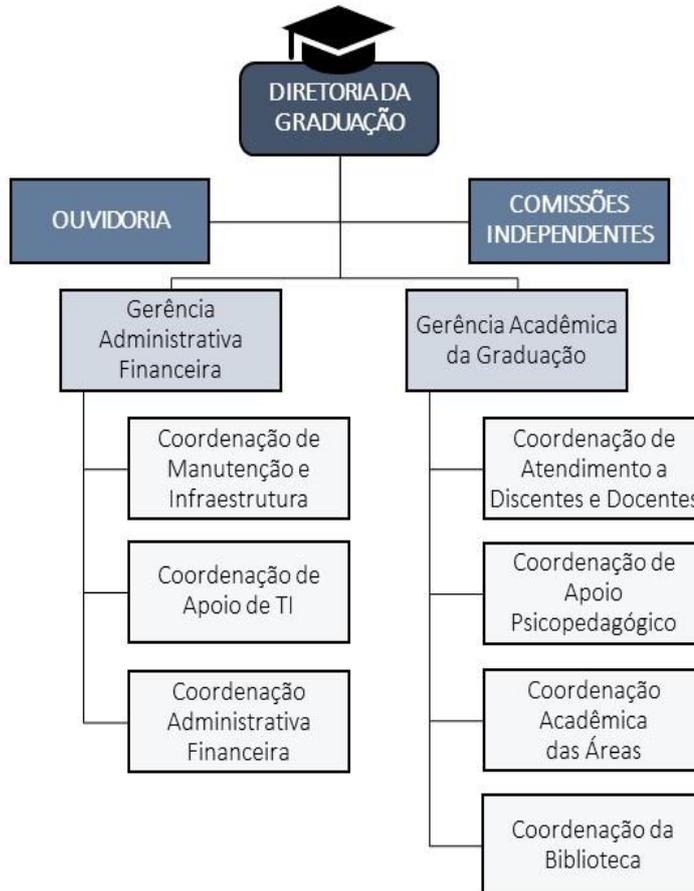 DIRETORIA DA
GRADUAÇÃO
OUVIDORIA
COMISSÕES
INDEPENDENTES
Gerência
Administrativa
Financeira
Gerência Acadêmica
da Graduação
Coordenação de
Manutenção e
Infraestrutura
Coordenação de
Atendimento a
Discentes e Docentes
Coordenação de
Apoio de TI
Coordenação de
Apoio
Psicopedagógico
Coordenação
Administrativa
Financeira
Coordenação
Acadêmica
das Áreas
Coordenação da
Biblioteca